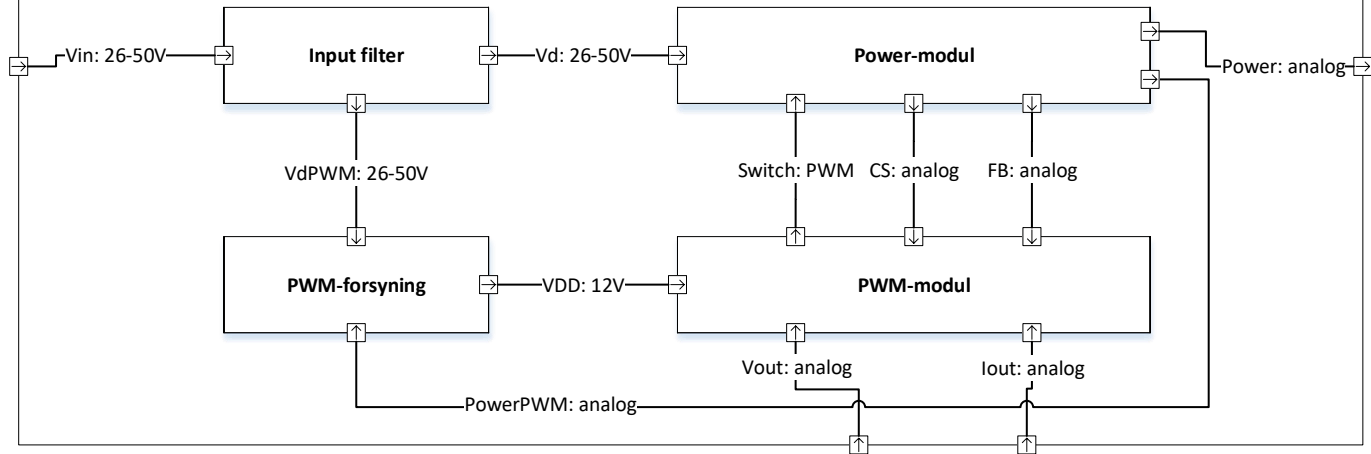 Vin: 26-50V
Input filter
Vd: 26-50V
Power-modul
Power: analog
VdPWM: 26-50V
Switch: PWM
CS: analog
FB: analog
PWM-forsyning
VDD: 12V
PWM-modul
Vout: analog
Iout: analog
PowerPWM: analog